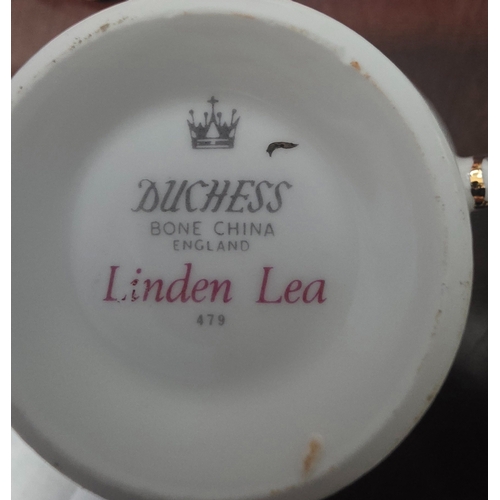 DUCHESS
BONE CHINA
ENGLAND
Linden Lea
479